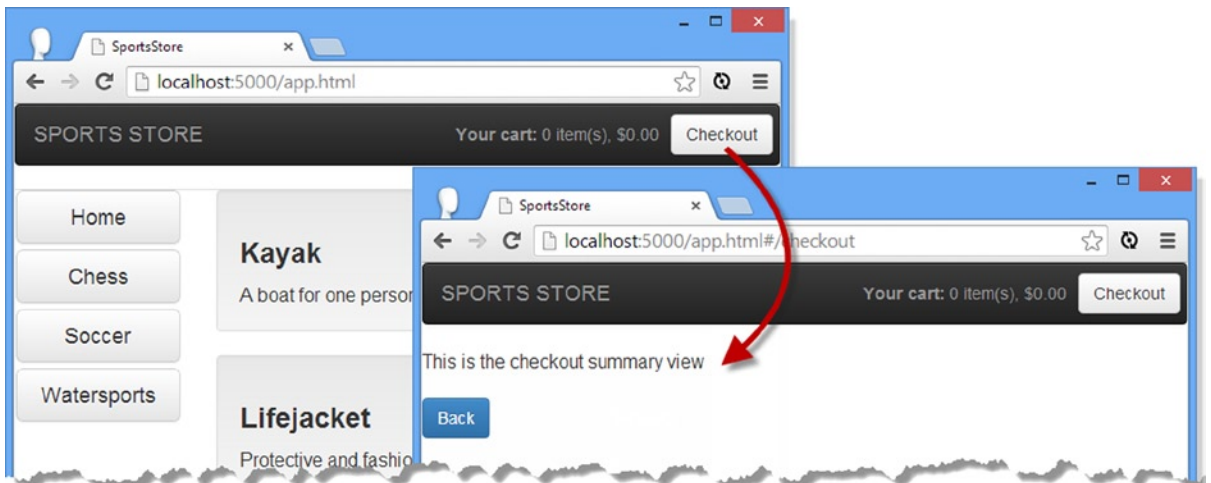 SportsStore
localhost:5000/app.html
SPORTS STORE
Your cart: 0 item(s), $0.00
Checkout
Home
Chess
Soccer
Watersports
Kayak
A boat for one person
Lifejacket
Protective and fashio
SportsStore
localhost:5000/app.html#/checkout
SPORTS STORE
Your cart: 0 item(s), $0.00
Checkout
This is the checkout summary view
Back